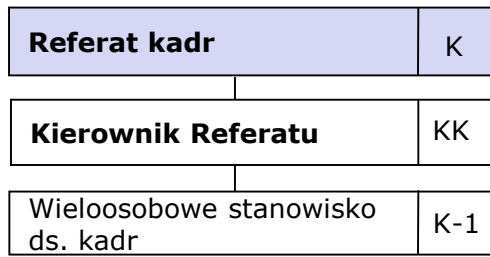 Referat kadr K
Kierownik Referatu KK
Wieloosobowe stanowisko
ds. kadr K-1